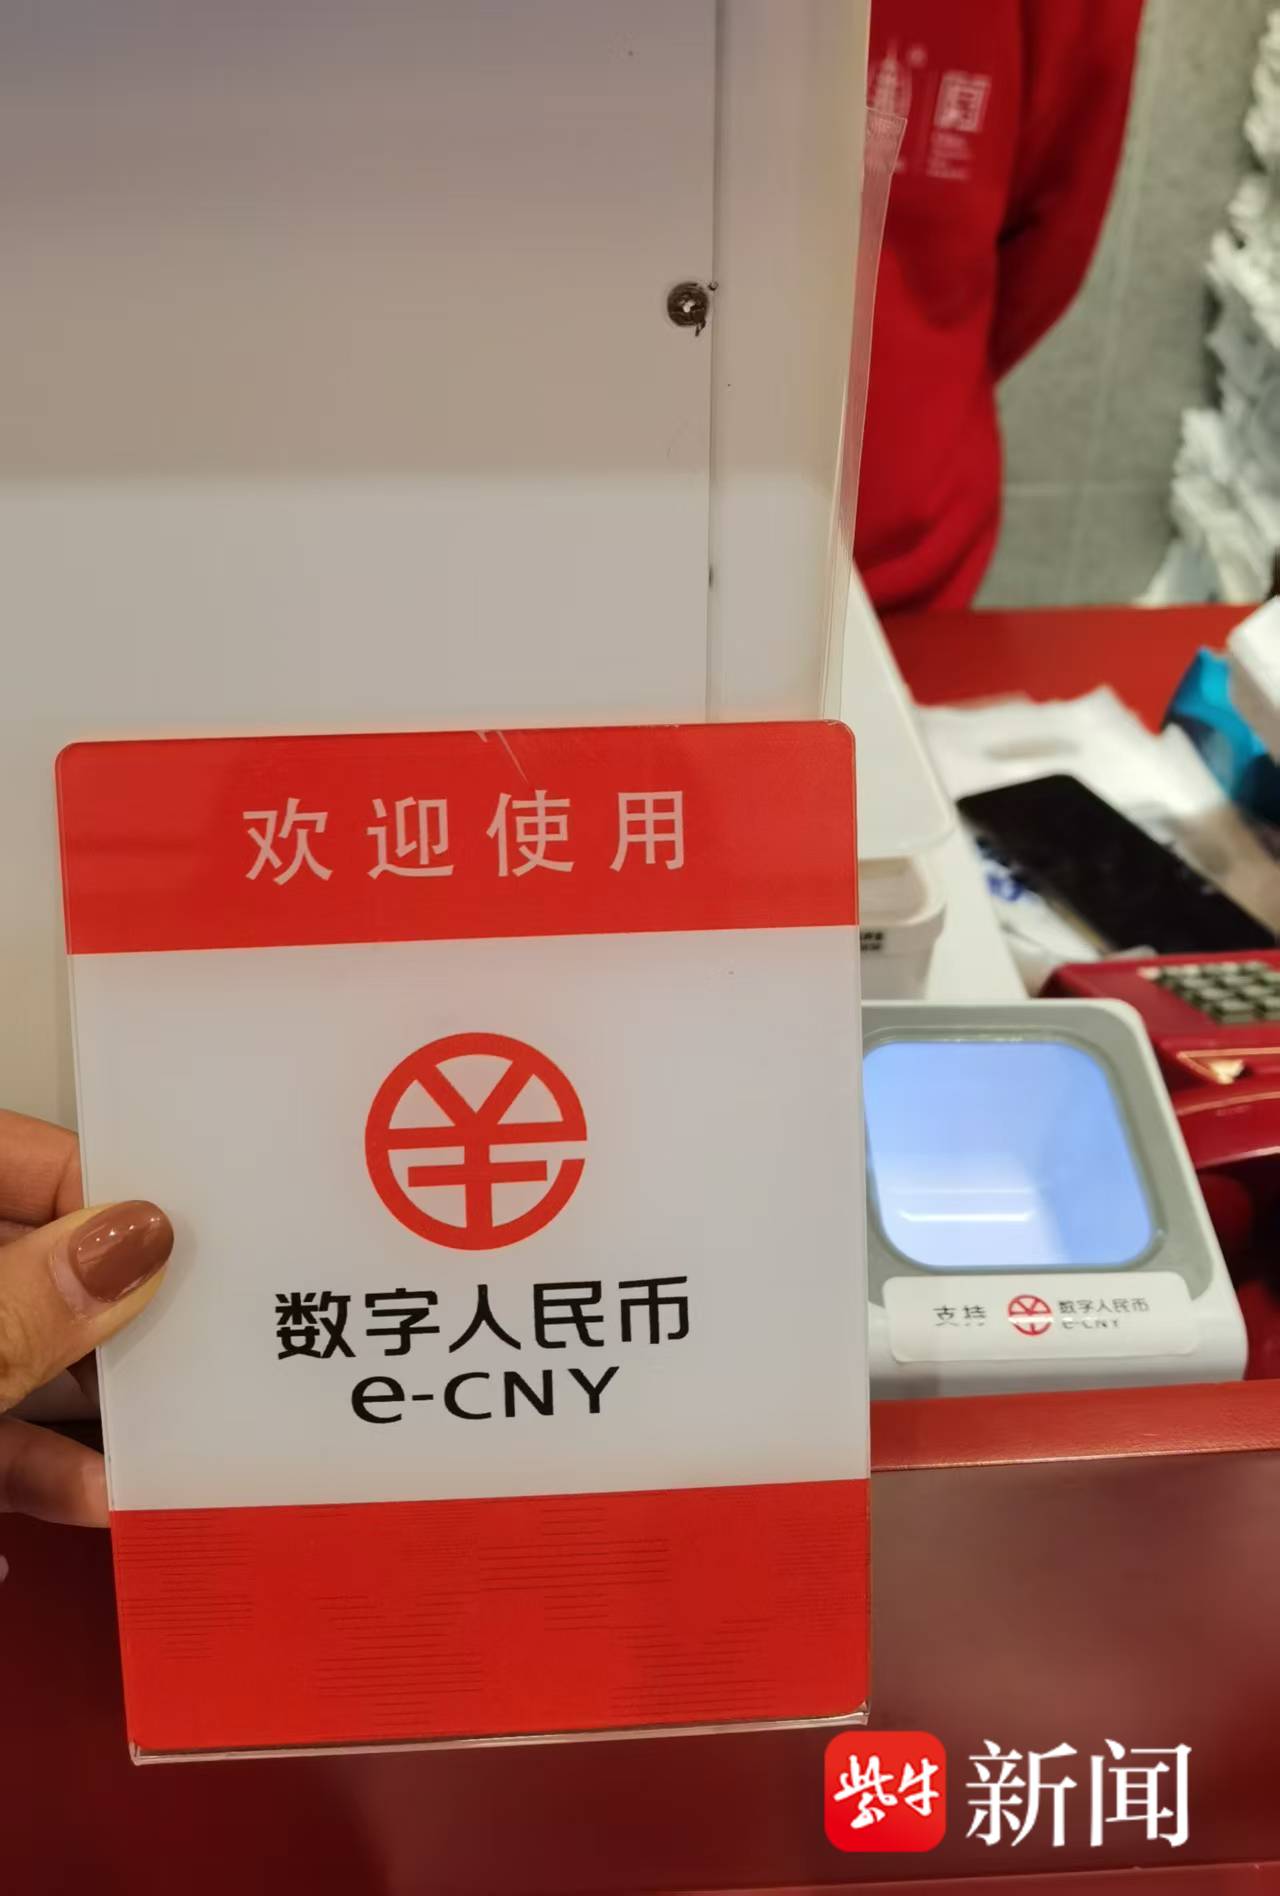 欢迎使用
数字人民币
e-CNY
支持 数字人民币
e-CNY
紫牛 新闻